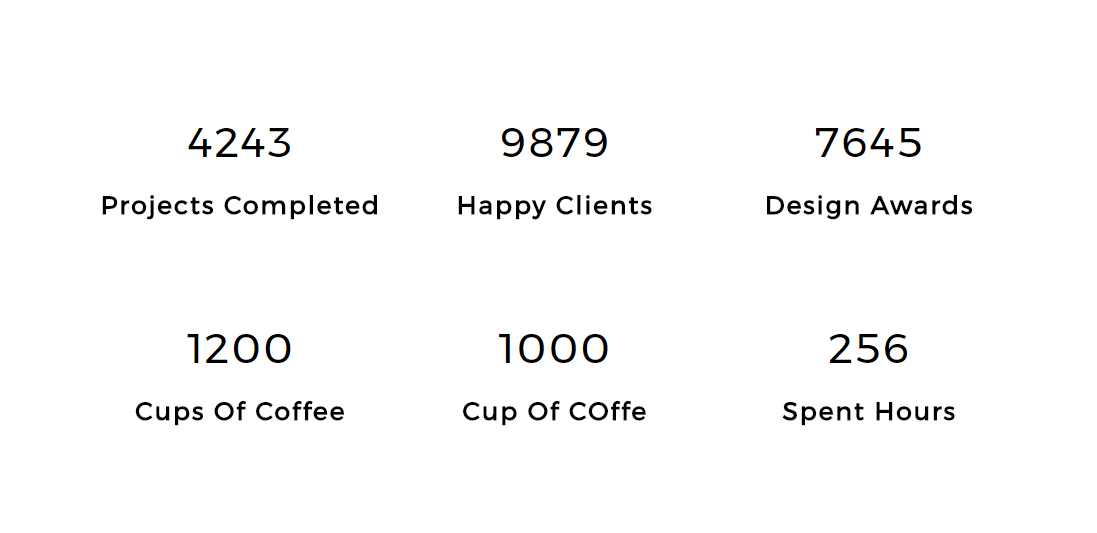 4243
9879
7645
Projects Completed
Happy Clients
Design Awards
1200
1000
256
Cups Of Coffee
Cup Of COffe
Spent Hours